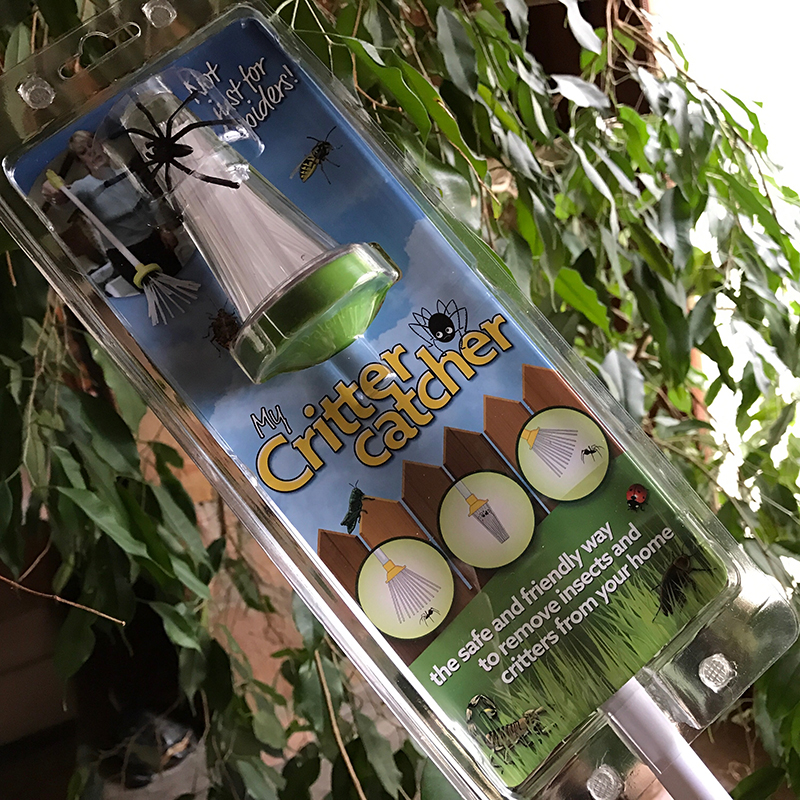 Not
just for
spiders!
My
Critter
catcher
the safe and friendly way
to remove insects and
critters from your home